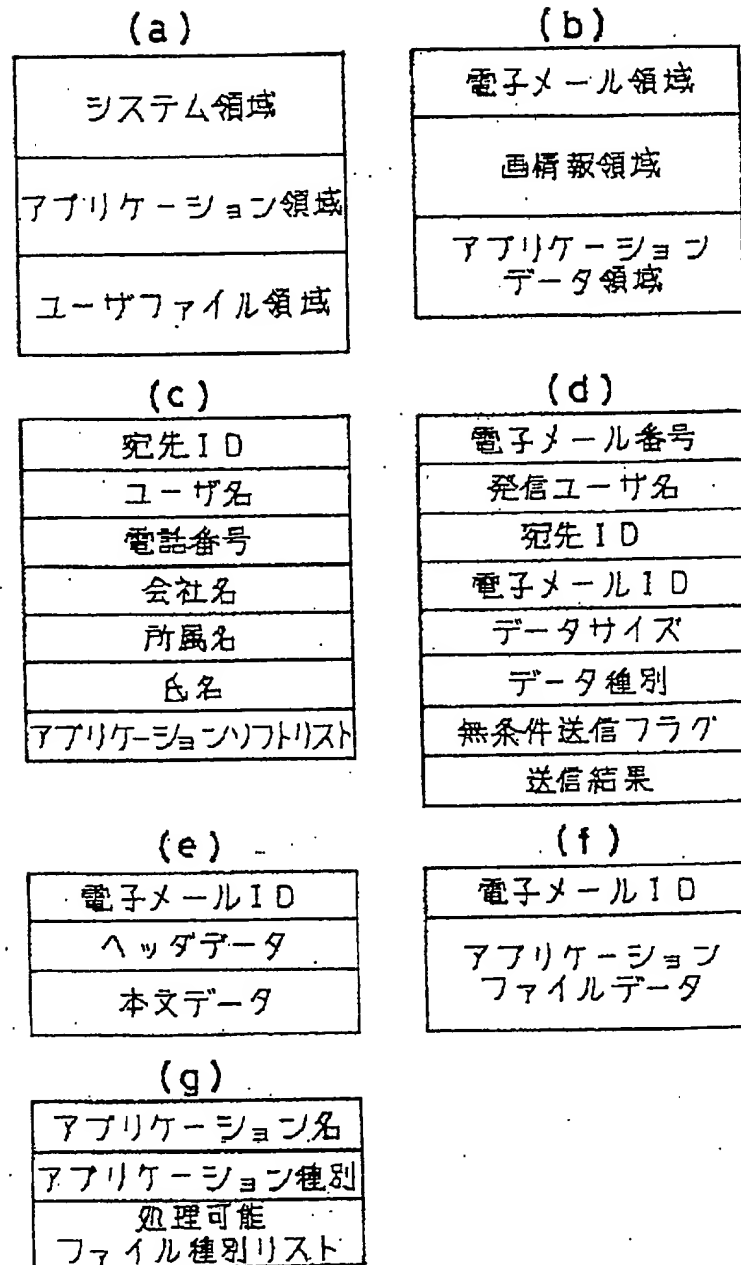 (a)
システム領域
アプリケーション領域
ユーザファイル領域
(b)
電子メール領域
画情報領域
アプリケーション
データ領域
(c)
宛先ID
ユーザ名
電話番号
会社名
所属名
氏名
アプリケーションソフトリスト
(d)
電子メール番号
発信ユーザ名
宛先ID
電子メールID
データサイズ
データ種別
無条件送信フラグ
送信結果
(e)
電子メールID
ヘッダデータ
本文データ
(f)
電子メールID
アプリケーション
ファイルデータ
(g)
アプリケーション名
アプリケーション種別
処理可能
ファイル種別リスト